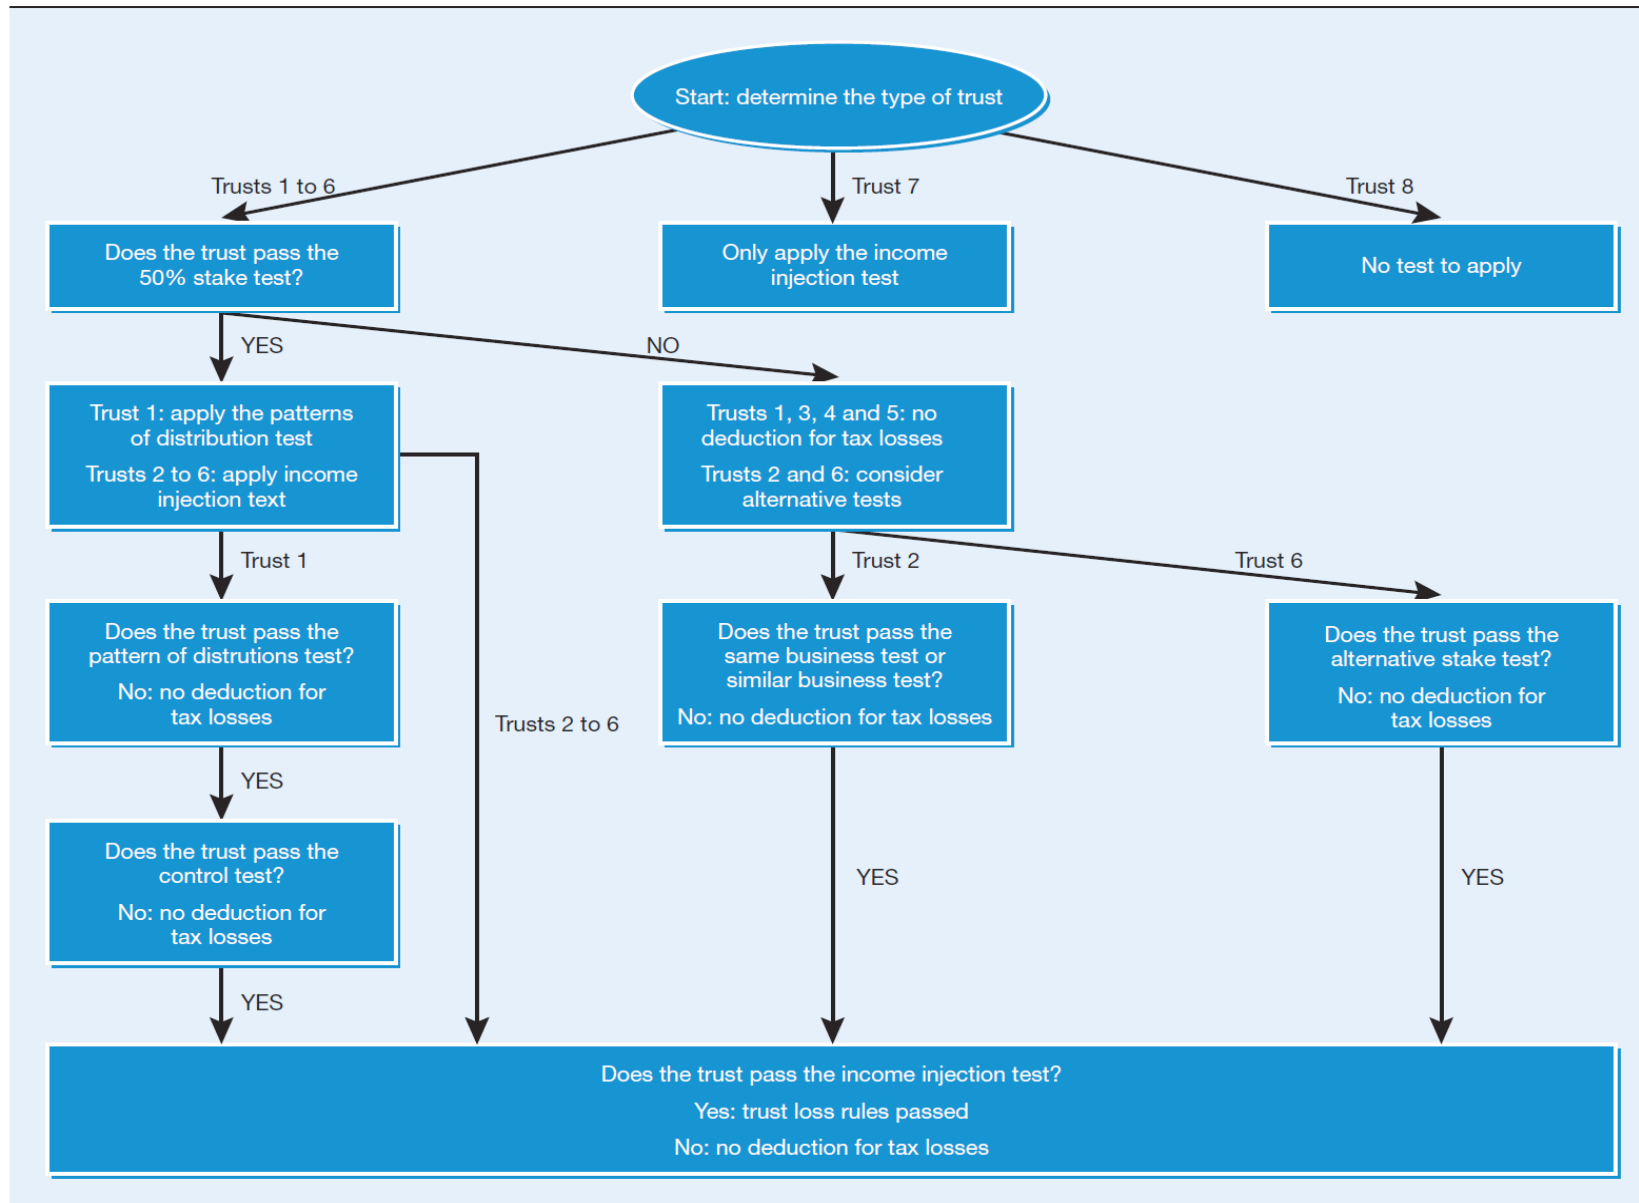 Start: determine the type of trust
Trusts 1 to 6
Trust 7
Trust 8
Does the trust pass the
50% stake test?
Only apply the income
injection test
No test to apply
YES
NO
Trust 1: apply the patterns
of distribution test
Trusts 2 to 6: apply income
injection text
Trusts 1, 3, 4 and 5: no
deduction for tax losses
Trusts 2 and 6: consider
alternative tests
Trust 1
Trust 2
Trust 6
Does the trust pass the
pattern of distrutions test?
No: no deduction for
tax losses
Does the trust pass the
same business test or
similar business test?
No: no deduction for tax losses
Does the trust pass the
alternative stake test?
No: no deduction for
tax losses
Trusts 2 to 6
YES
Does the trust pass the
control test?
No: no deduction for
tax losses
YES
YES
YES
Does the trust pass the income injection test?
Yes: trust loss rules passed
No: no deduction for tax losses